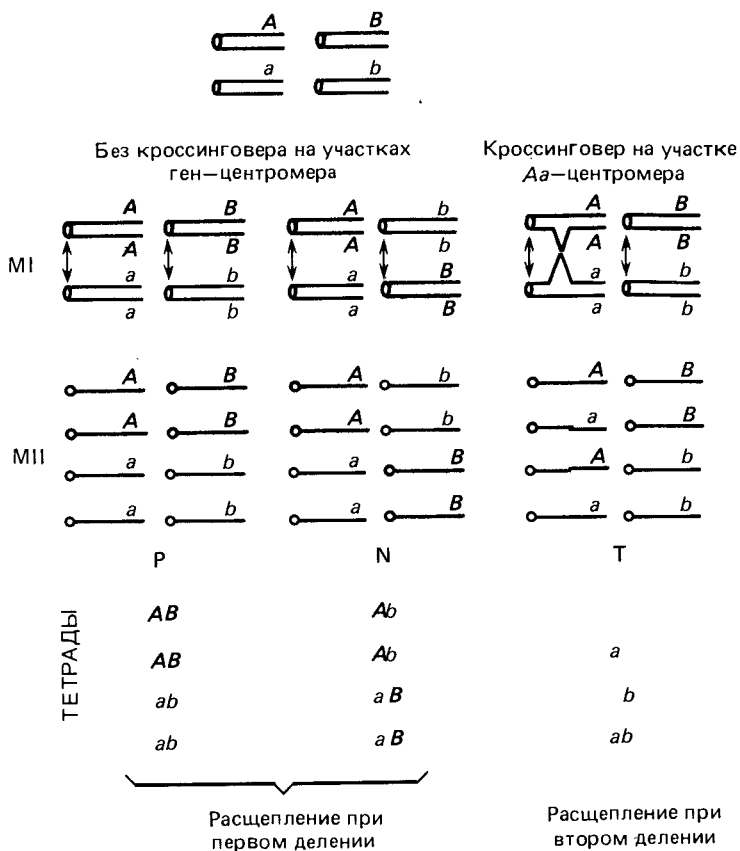 A B
a b
Без кроссинговера на участках
ген—центромера
Кроссинговер на участке
Аа—центромера
MI
A B A b A B
A B A b A B
a b a B a b
a b a B a b
MII
A B A b A B
A B A b a B
a b a B A b
a b a B a b
P N T
ТЕТРАДЫ
AB Ab
AB Ab a
ab aB b
ab aB ab
Расщепление при
первом делении
Расщепление при
втором делении